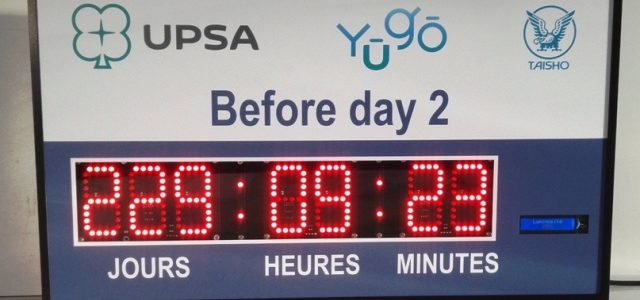 UPSA Yūgō TAISHO
Before day 2
229:09:23
JOURS HEURES MINUTES